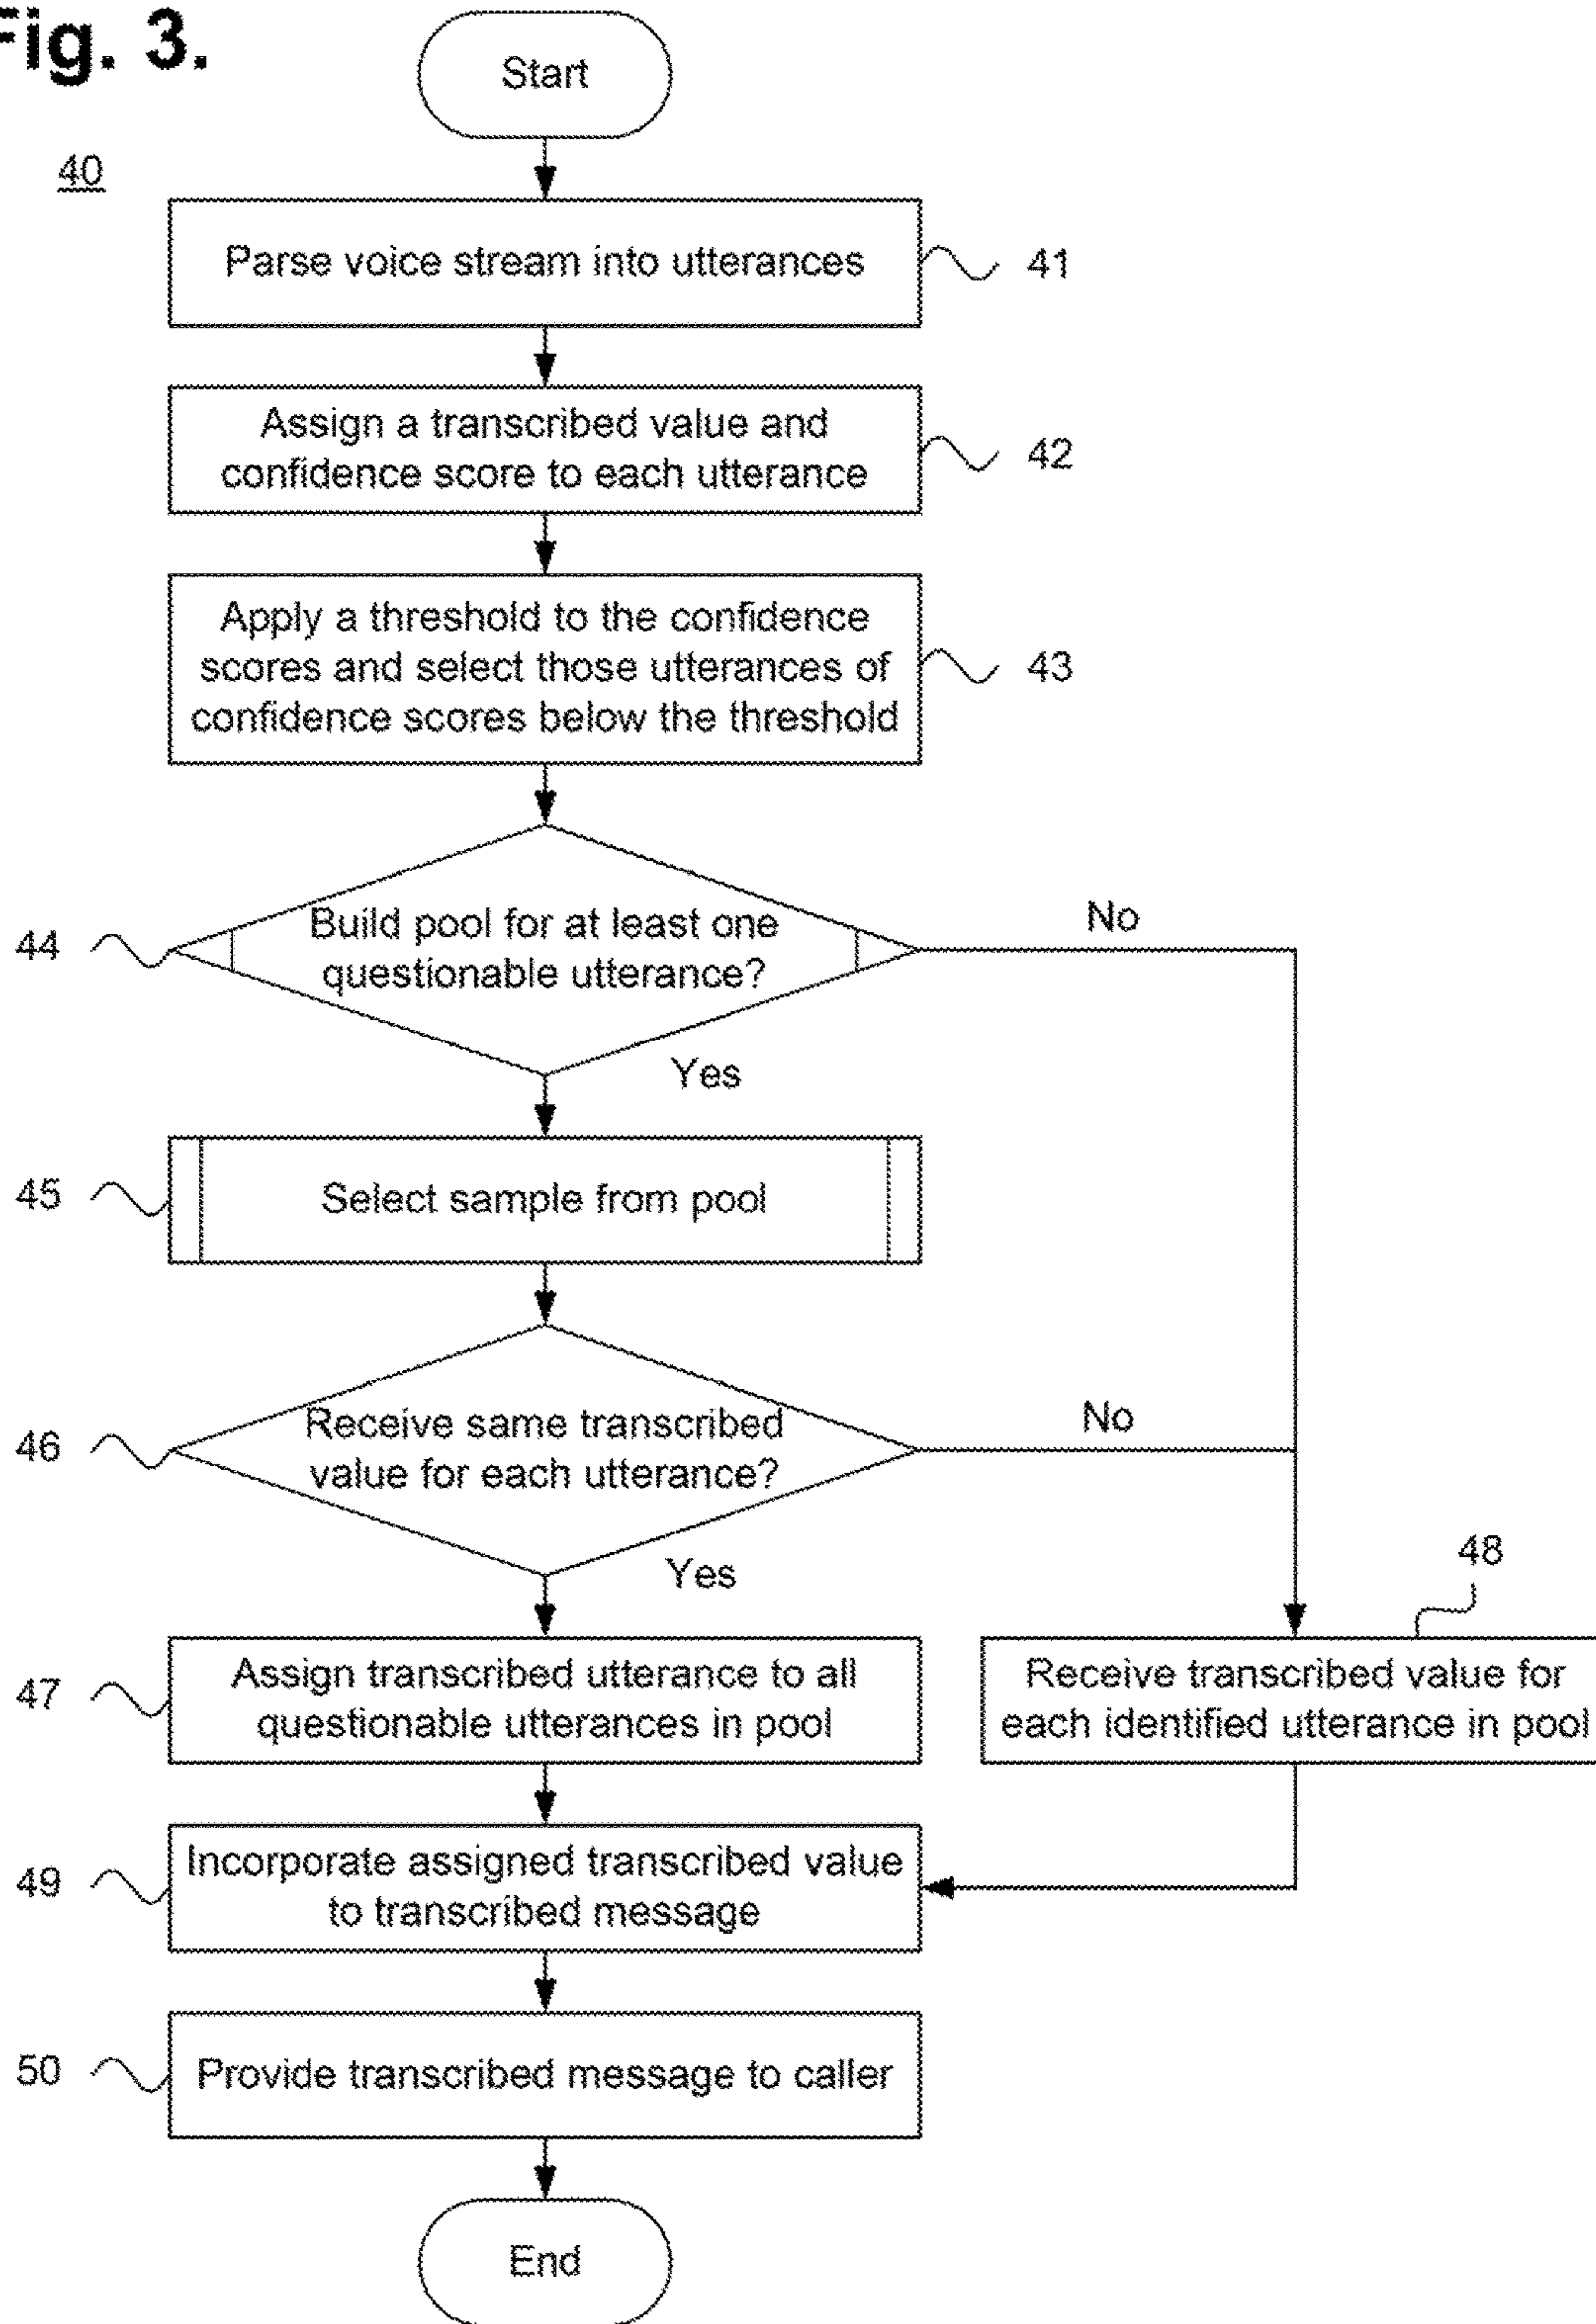 Fig. 3.
Start
40
Parse voice stream into utterances
41
Assign a transcribed value and
confidence score to each utterance
42
Apply a threshold to the confidence
scores and select those utterances of
confidence scores below the threshold
43
44
Build pool for at least one
questionable utterance?
No
Yes
45
Select sample from pool
46
Receive same transcribed
value for each utterance?
No
Yes
48
47
Assign transcribed utterance to all
questionable utterances in pool
Receive transcribed value for
each identified utterance in pool
49
Incorporate assigned transcribed value
to transcribed message
50
Provide transcribed message to caller
End